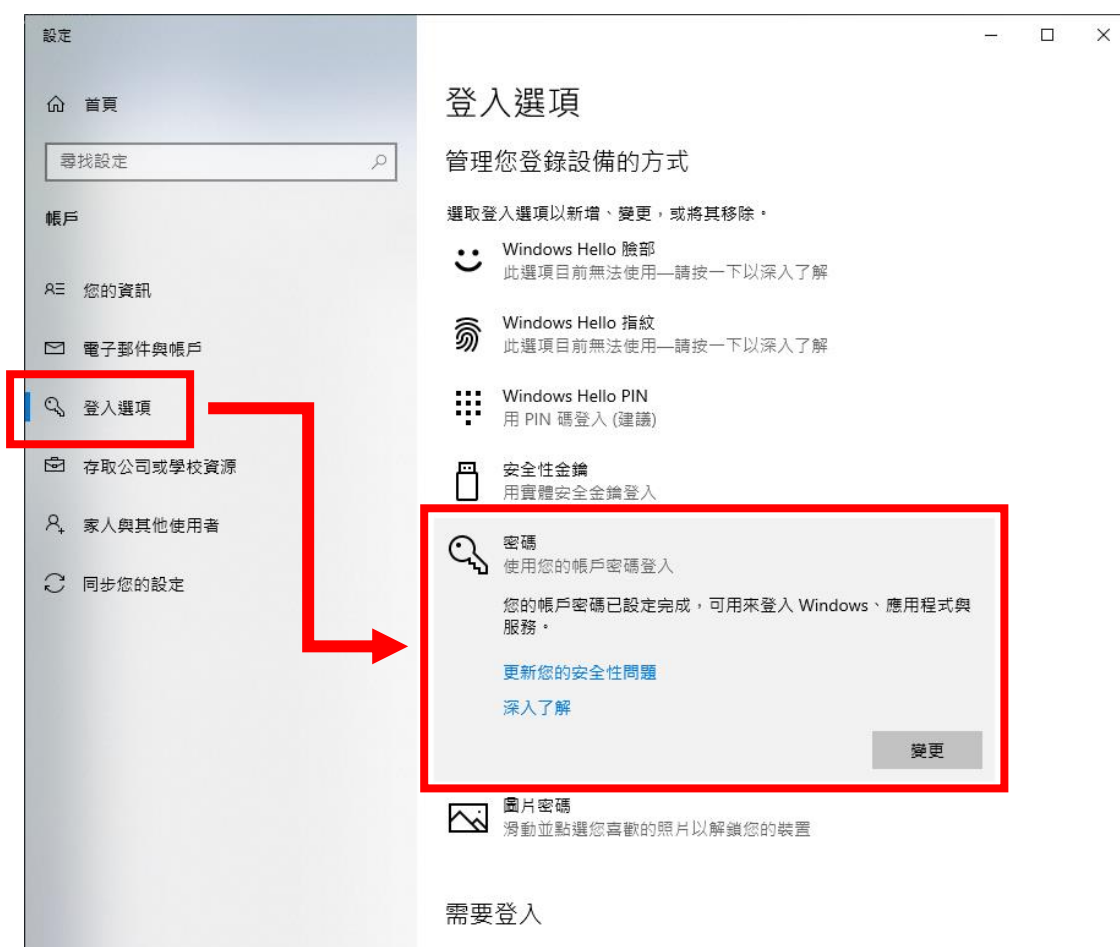 設定
首頁
尋找設定
帳戶
您的資訊
電子郵件與帳戶
登入選項
存取公司或學校資源
家人與其他使用者
同步您的設定
登入選項
管理您登錄設備的方式
選取登入選項以新增、變更，或將其移除。
Windows Hello 臉部
此選項目前無法使用—請按一下以深入了解
Windows Hello 指紋
此選項目前無法使用—請按一下以深入了解
Windows Hello PIN
用 PIN 碼登入 (建議)
安全性金鑰
用實體安全金鑰登入
密碼
使用您的帳戶密碼登入
您的帳戶密碼已設定完成，可用來登入 Windows、應用程式與
服務。
更新您的安全性問題
深入了解
變更
圖片密碼
滑動並點選您喜歡的照片以解鎖您的裝置
需要登入